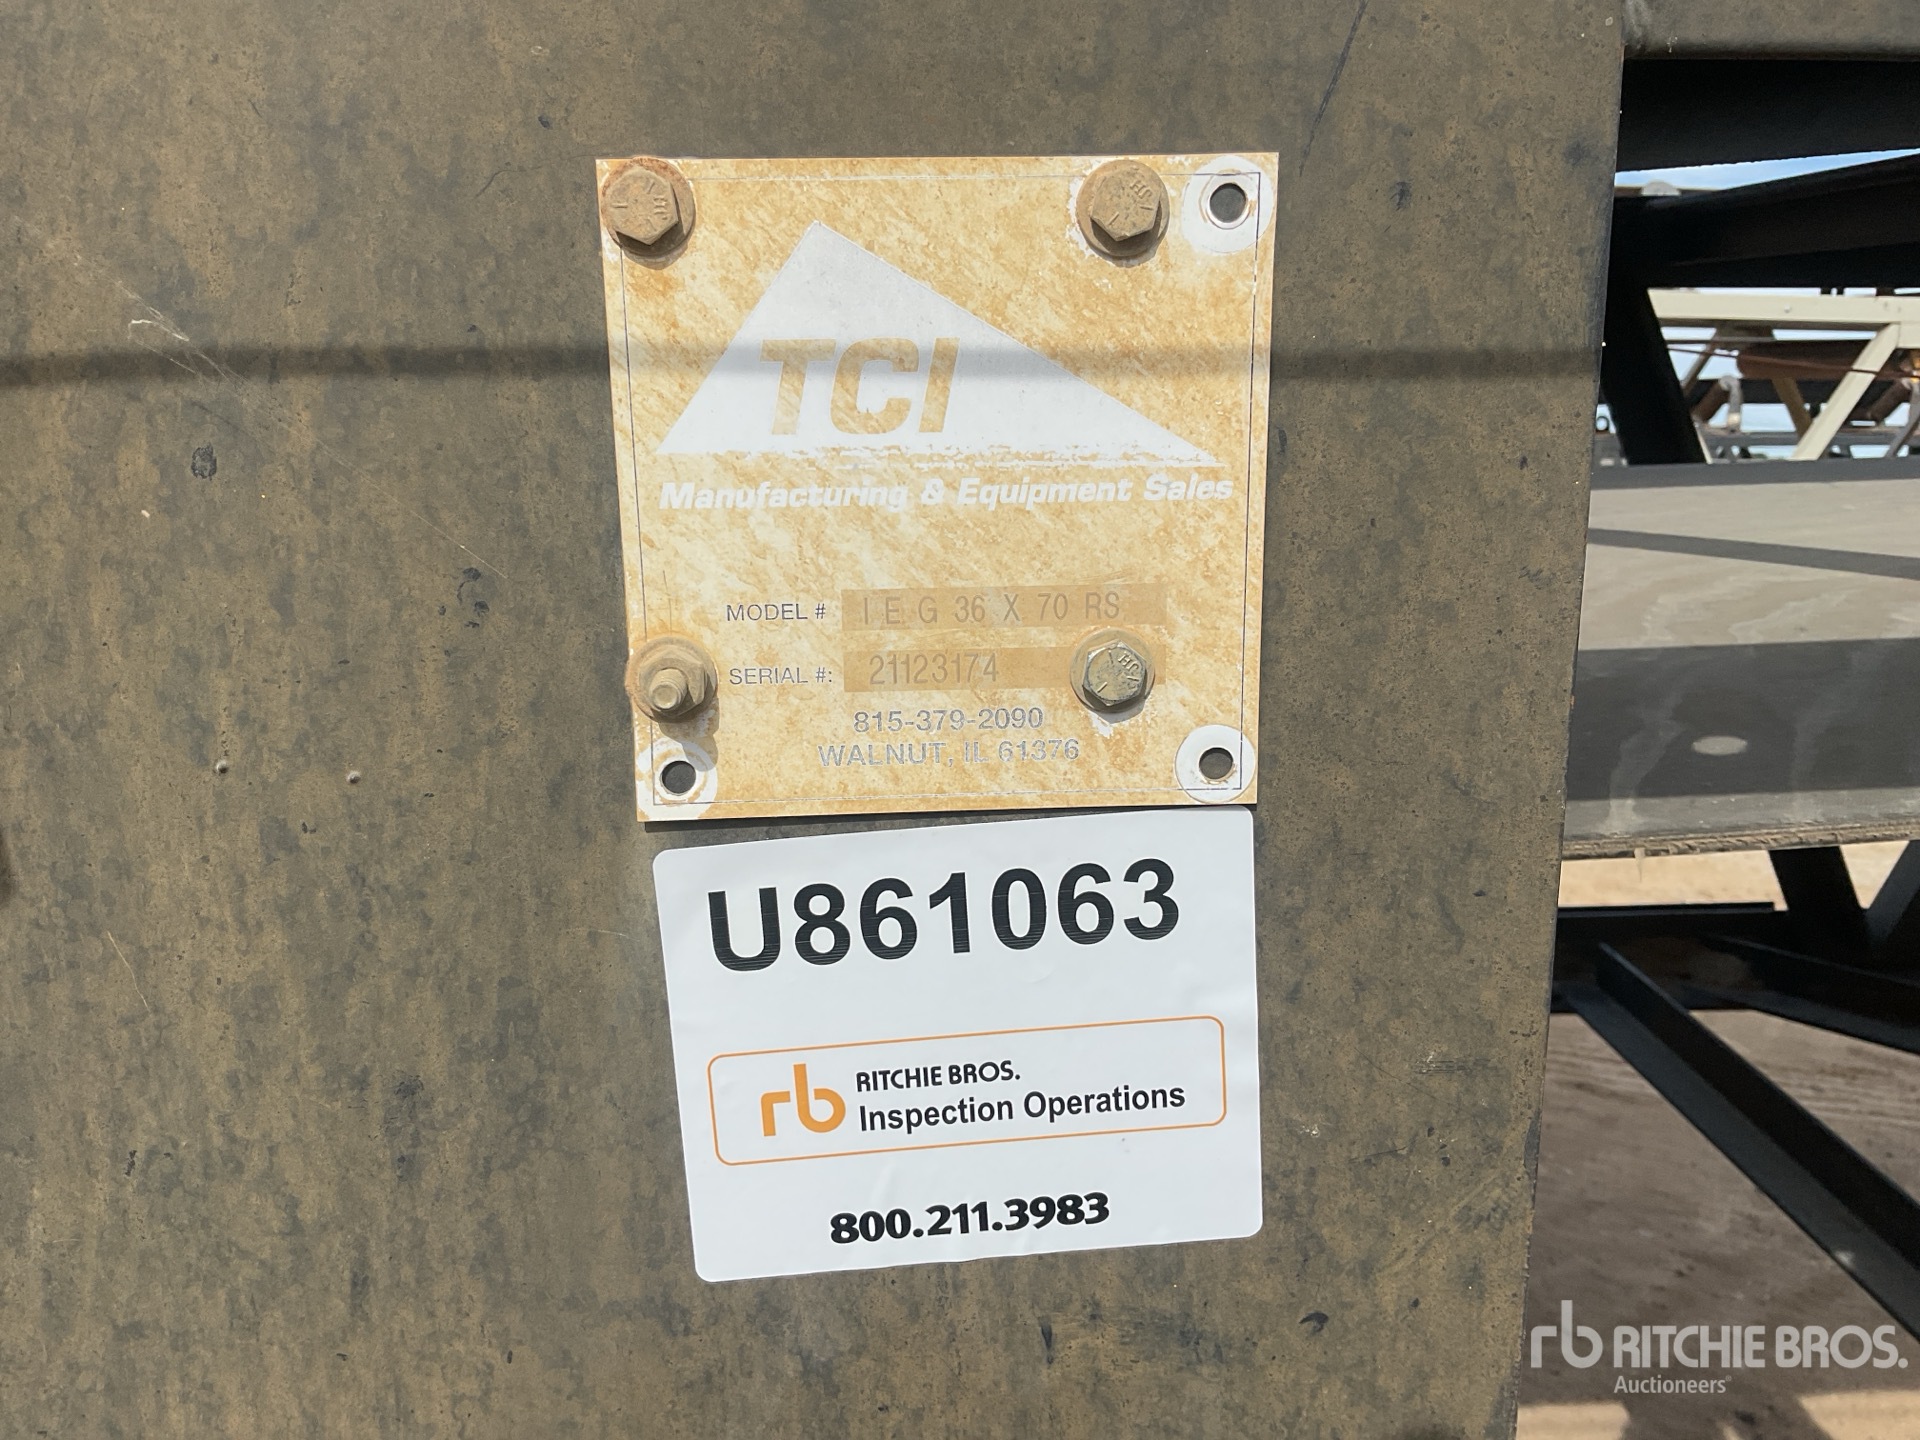 TCI
Manufacturing & Equipment Sales
MODEL # I E G 36 X 70 RS
SERIAL #: 21123174
815-379-2090
WALNUT, IL 61376
U861063
rb RITCHIE BROS.
Inspection Operations
800.211.3983
rb RITCHIE BROS.
Auctioneers